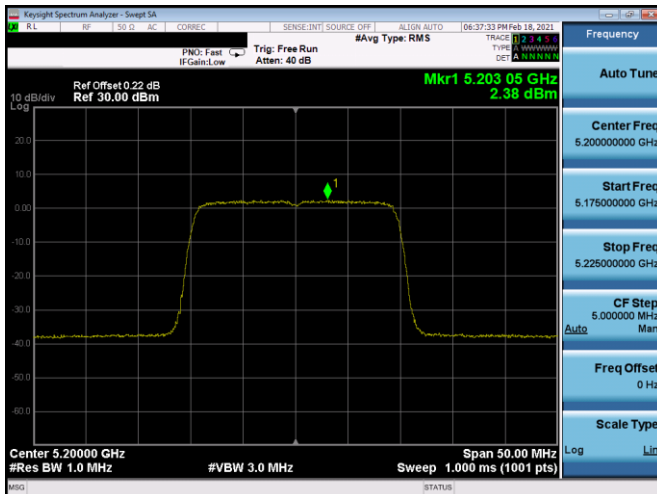 Keysight Spectrum Analyzer - Swept SA
RL RF 50 Ω AC CORREC SENSE:INT SOURCE OFF ALIGN AUTO 06:37:33 PM Feb 18, 2021
PNO: Fast
IFGain:Low
Trig: Free Run
Atten: 40 dB
#Avg Type: RMS
TRACE 1 2 3 4 5 6
TYPE A WWWWW
DET A N N N N N
Ref Offset 0.22 dB
10 dB/div Ref 30.00 dBm
Log
Mkr1 5.203 05 GHz
2.38 dBm
20.0
1
0.00
-10.0
-20.0
-30.0
-40.0
-50.0
-60.0
Center 5.20000 GHz Span 50.00 MHz
#Res BW 1.0 MHz #VBW 3.0 MHz Sweep 1.000 ms (1001 pts)
MSG STATUS
Frequency
Auto Tune
Center Freq
5.200000000 GHz
Start Freq
5.175000000 GHz
Stop Freq
5.225000000 GHz
CF Step
5.000000 MHz
Auto Man
Freq Offset
0 Hz
Scale Type
Log Lin